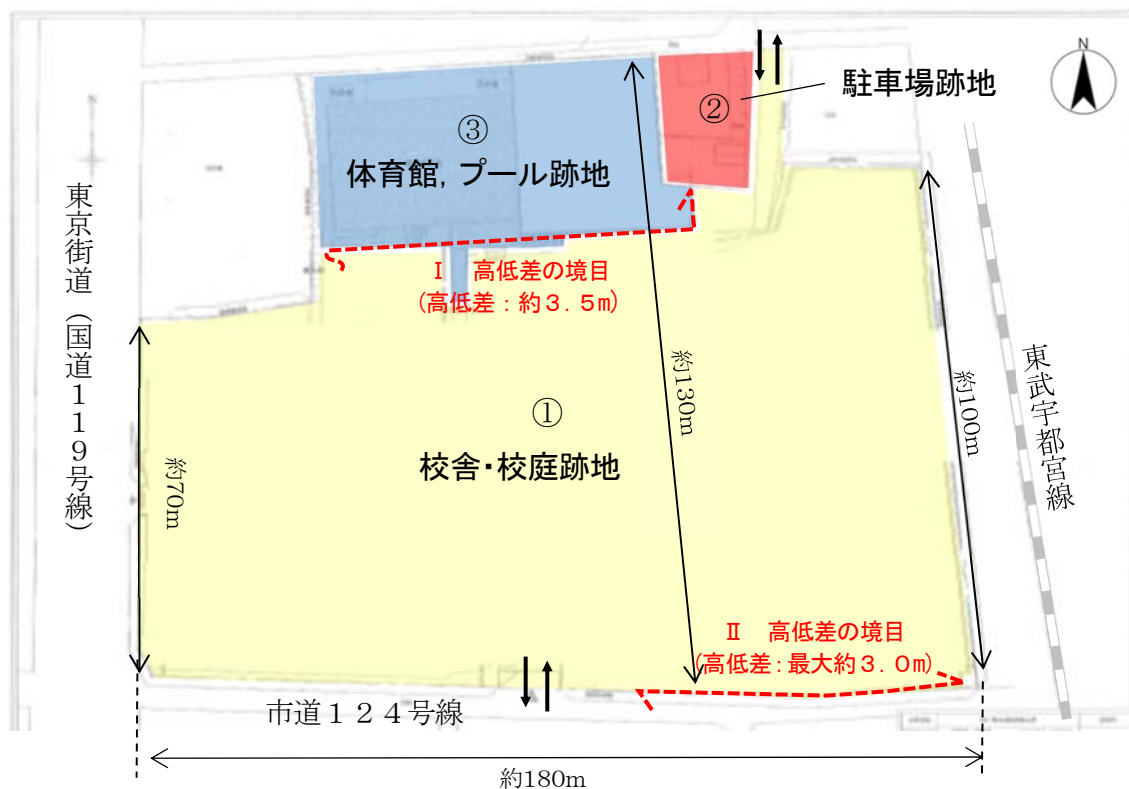 N
駐車場跡地
②
③
体育館，プール跡地
東京街道（国道１１９号線）
Ⅰ　高低差の境目
（高低差：約３．５ｍ）
約130m
約100m
東武宇都宮線
①
校舎・校庭跡地
約70m
Ⅱ　高低差の境目
（高低差：最大約３．０ｍ）
市道１２４号線
約180m